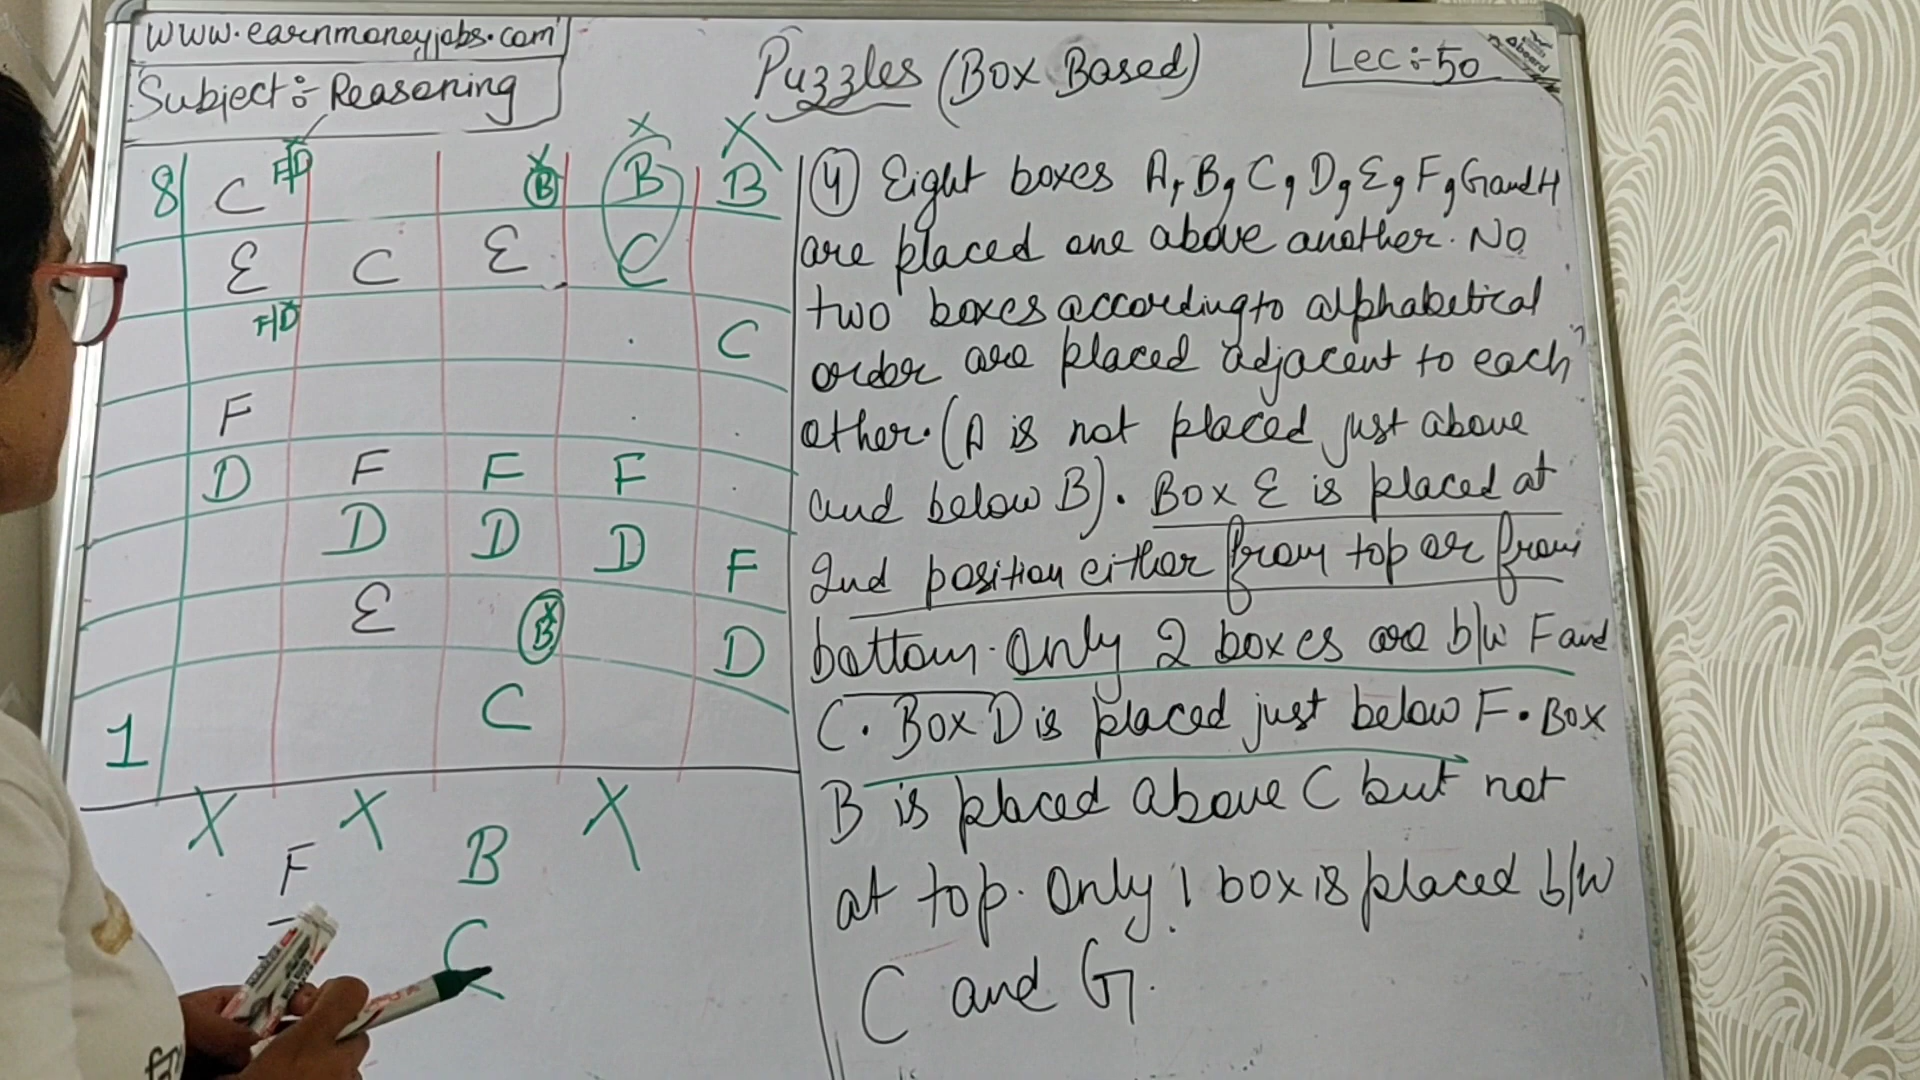 www.earnmoneyjobs.com
Subject:- Reasoning
Puzzles (Box Based)
Lec:-50
Aboard
8 C F/D B B B
E C E C
F/D C
F
D F F F
D D D F
E B D
C
1
X X X
F B
C
X X X
(4) Eight boxes A, B, C, D, E, F, G and H
are placed one above another. No
two boxes according to alphabetical
order are placed adjacent to each
other. (A is not placed just above
and below B). Box E is placed at
2nd position either from top or from
bottom. Only 2 boxes are b/w F and
C. Box D is placed just below F. Box
B is placed above C but not
at top. Only 1 box is placed b/w
C and G.